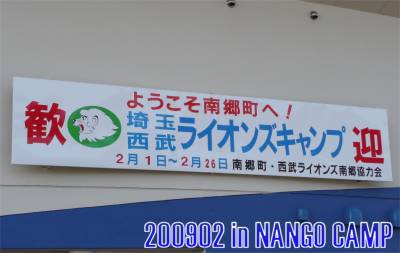 歓
ようこそ南郷町へ!
埼玉
西武
ライオンズキャンプ
迎
2月1日~2月26日 南郷町・西武ライオンズ南郷協力会
200902 in NANGO CAMP